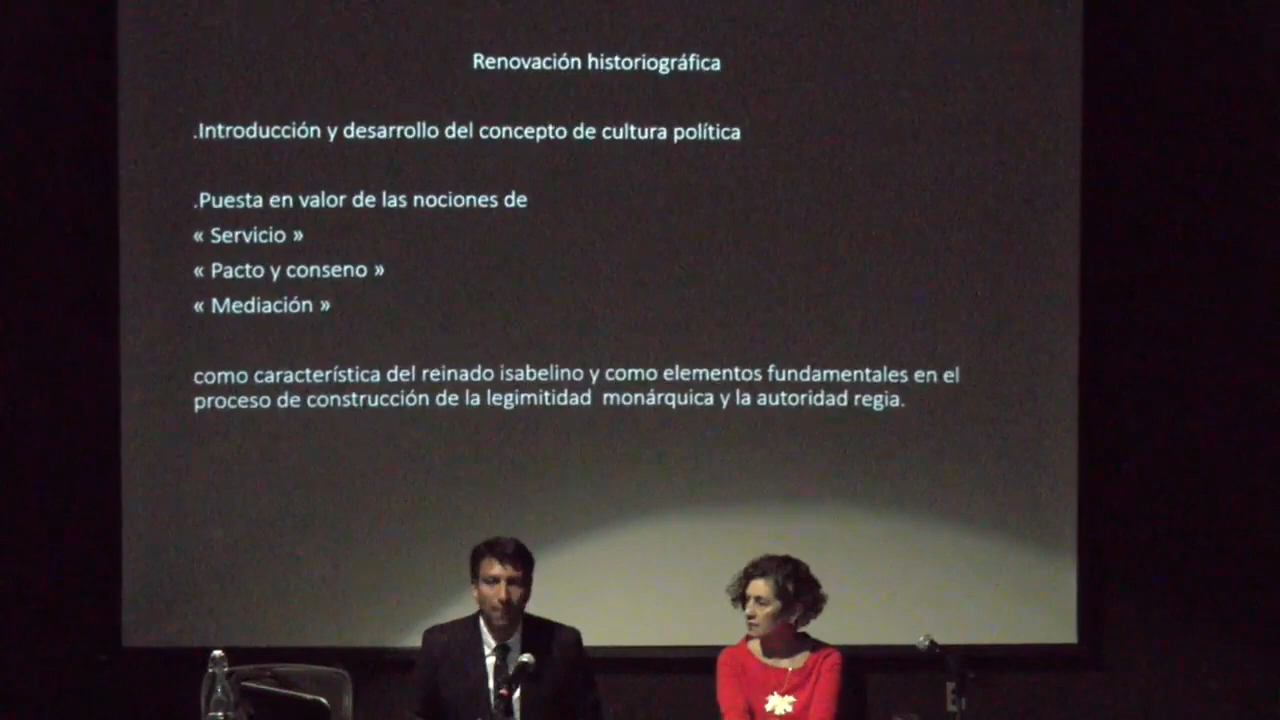 Renovación historiográfica
.Introducción y desarrollo del concepto de cultura política
.Puesta en valor de las nociones de
« Servicio »
« Pacto y conseno »
« Mediación »
como característica del reinado isabelino y como elementos fundamentales en el
proceso de construcción de la legimitidad monárquica y la autoridad regia.